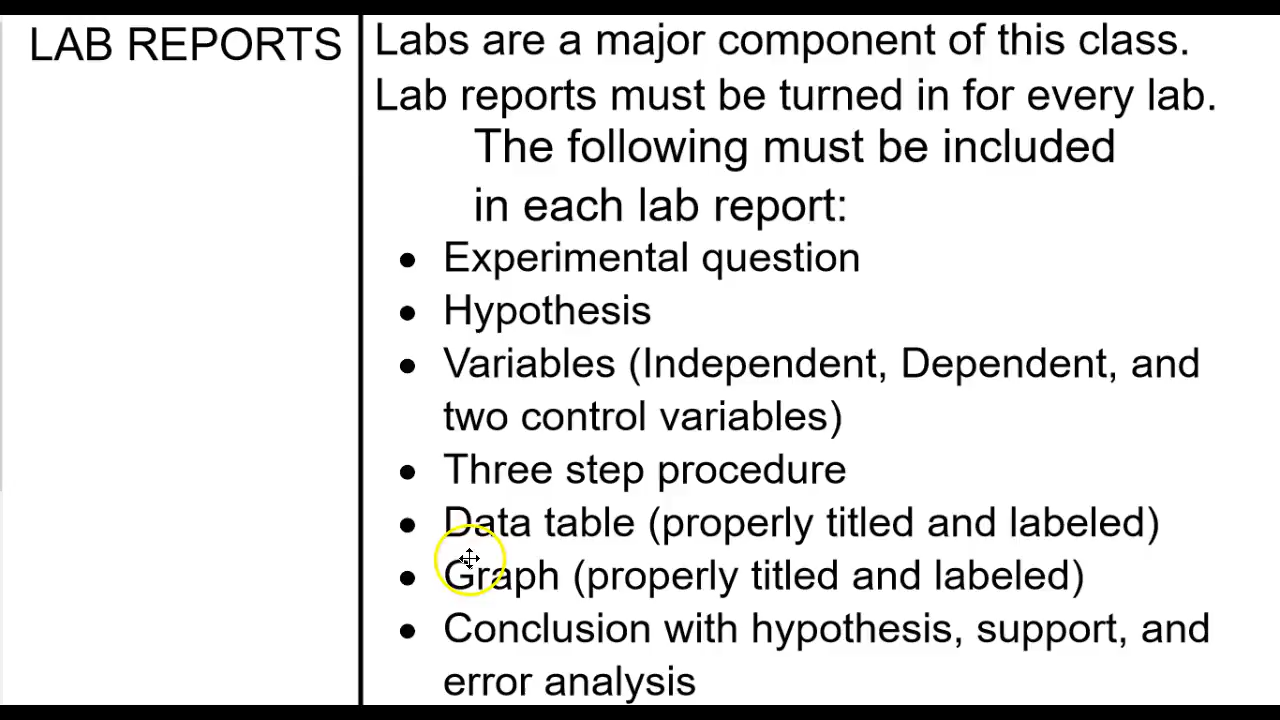 LAB REPORTS
Labs are a major component of this class.
Lab reports must be turned in for every lab.
The following must be included
in each lab report:
• Experimental question
• Hypothesis
• Variables (Independent, Dependent, and
two control variables)
• Three step procedure
• Data table (properly titled and labeled)
• Graph (properly titled and labeled)
• Conclusion with hypothesis, support, and
error analysis